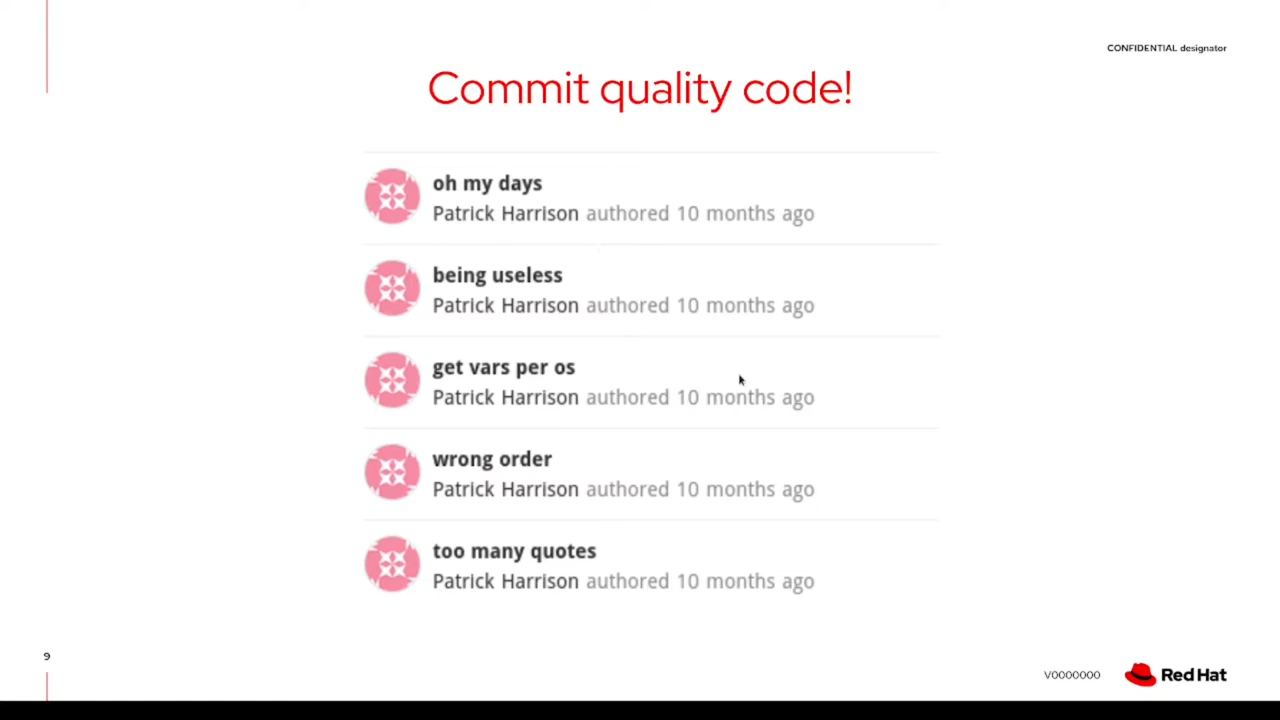 CONFIDENTIAL designator
Commit quality code!
oh my days
Patrick Harrison authored 10 months ago
being useless
Patrick Harrison authored 10 months ago
get vars per os
Patrick Harrison authored 10 months ago
wrong order
Patrick Harrison authored 10 months ago
too many quotes
Patrick Harrison authored 10 months ago
9
V0000000
Red Hat